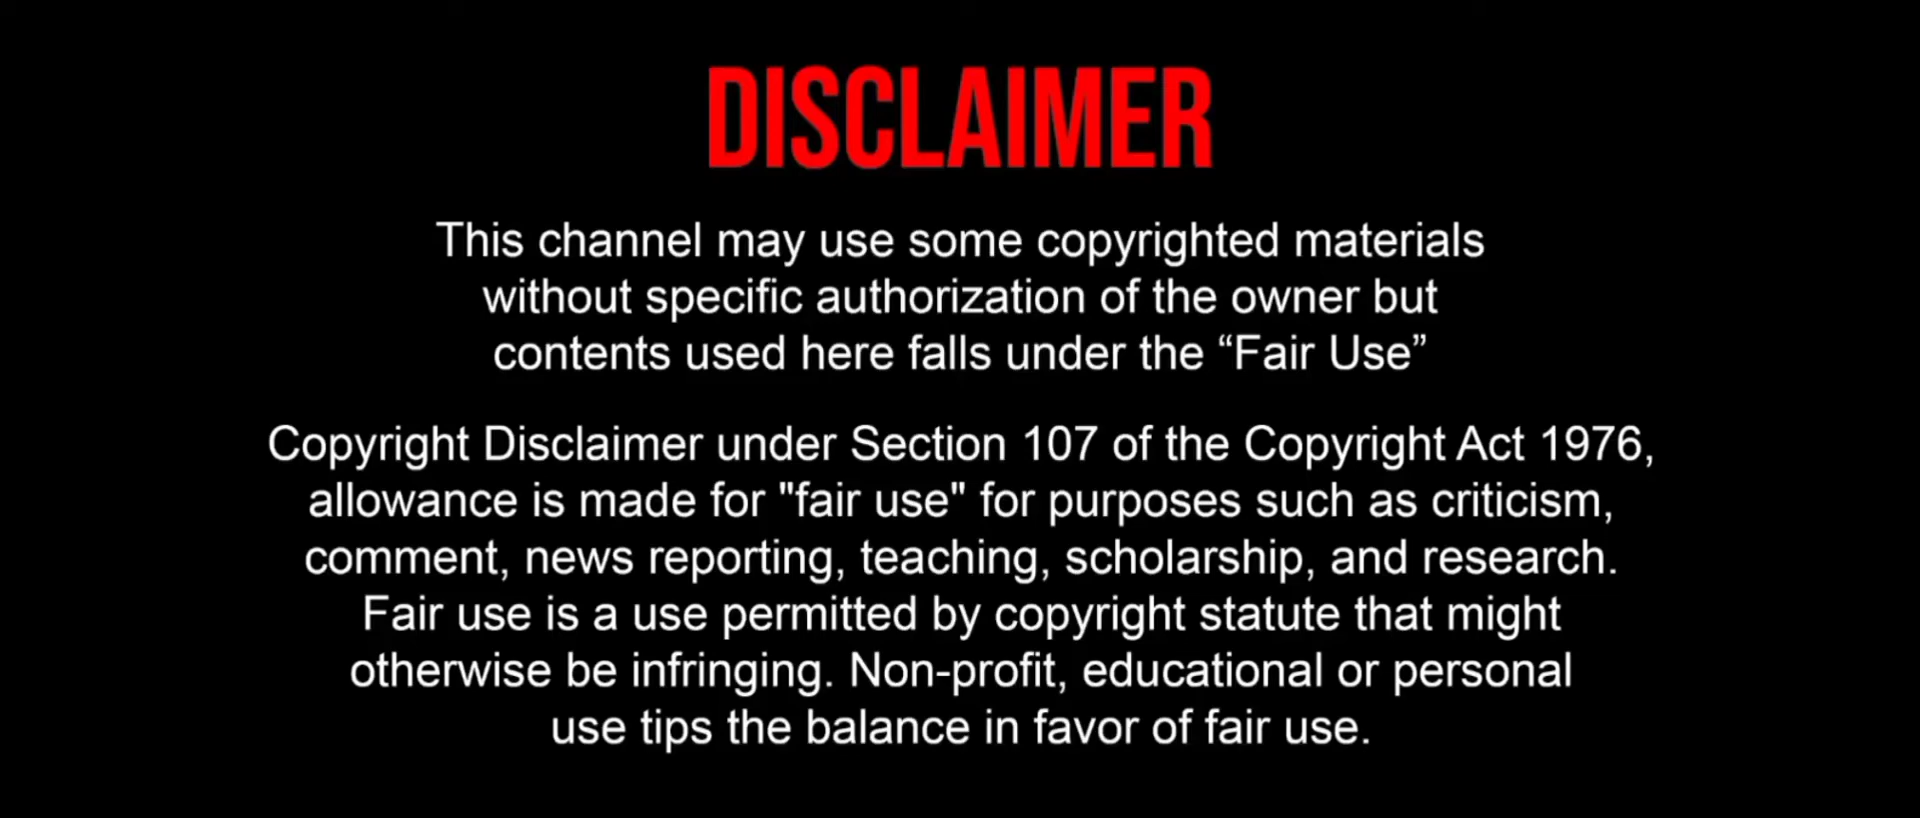 DISCLAIMER
This channel may use some copyrighted materials
without specific authorization of the owner but
contents used here falls under the “Fair Use”
Copyright Disclaimer under Section 107 of the Copyright Act 1976,
allowance is made for "fair use" for purposes such as criticism,
comment, news reporting, teaching, scholarship, and research.
Fair use is a use permitted by copyright statute that might
otherwise be infringing. Non-profit, educational or personal
use tips the balance in favor of fair use.